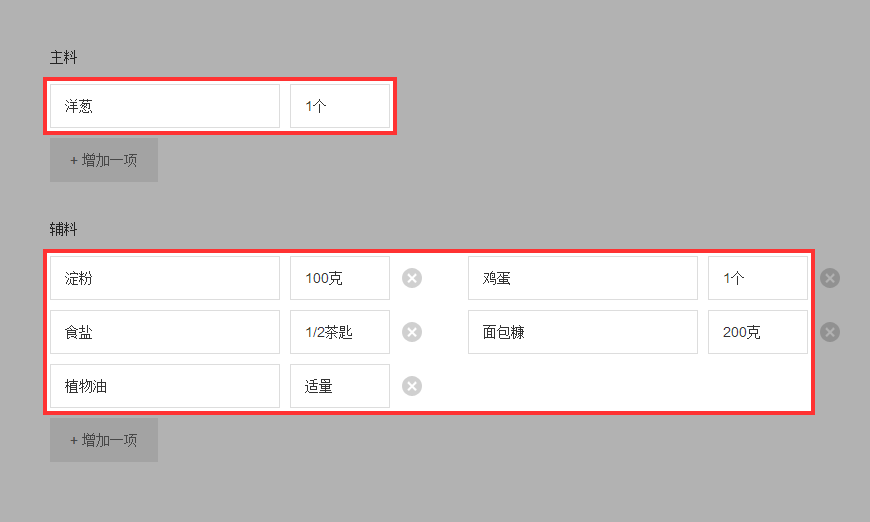 主料
洋葱 1个
+ 增加一项
辅料
淀粉 100克 鸡蛋 1个
食盐 1/2茶匙 面包糠 200克
植物油 适量
+ 增加一项